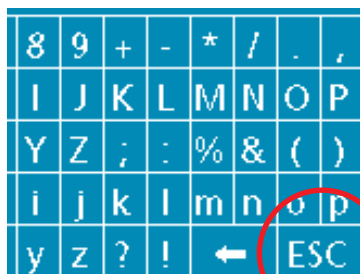 8 9 + - * / . ,
I J K L M N O P
Y Z ; : % & ( )
i j k l m n o p
y z ? ! ← ESC